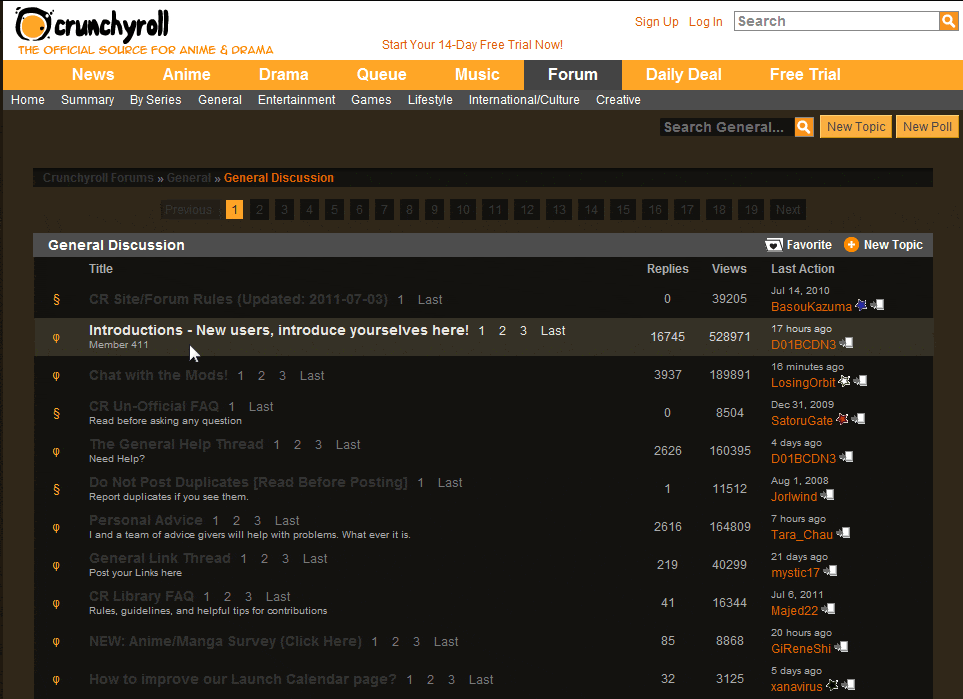 crunchyroll
THE OFFICIAL SOURCE FOR ANIME & DRAMA
Start Your 14-Day Free Trial Now!
Sign Up Log In Search
News Anime Drama Queue Music Forum Daily Deal Free Trial
Home Summary By Series General Entertainment Games Lifestyle International/Culture Creative
Search General... New Topic New Poll
Crunchyroll Forums » General » General Discussion
Previous 1 2 3 4 5 6 7 8 9 10 11 12 13 14 15 16 17 18 19 Next
General Discussion Favorite New Topic
Title Replies Views Last Action
§ CR Site/Forum Rules (Updated: 2011-07-03) 1 Last 0 39205 Jul 14, 2010
BasouKazuma
φ Introductions - New users, introduce yourselves here! 1 2 3 Last 16745 528971 17 hours ago
Member 411 D01BCDN3
φ Chat with the Mods! 1 2 3 Last 3937 189891 16 minutes ago
LosingOrbit
§ CR Un-Official FAQ 1 Last 0 8504 Dec 31, 2009
Read before asking any question SatoruGate
φ The General Help Thread 1 2 3 Last 2626 160395 4 days ago
Need Help? D01BCDN3
§ Do Not Post Duplicates [Read Before Posting] 1 Last 1 11512 Aug 1, 2008
Report duplicates if you see them. Jorlwind
φ Personal Advice 1 2 3 Last 2616 164809 7 hours ago
I and a team of advice givers will help with problems. What ever it is. Tara_Chau
φ General Link Thread 1 2 3 Last 219 40299 21 days ago
Post your Links here mystic17
φ CR Library FAQ 1 2 3 Last 41 16344 Jul 6, 2011
Rules, guidelines, and helpful tips for contributions Majed22
φ NEW: Anime/Manga Survey (Click Here) 1 2 3 Last 85 8868 20 hours ago
GiReneShi
φ How to improve our Launch Calendar page? 1 2 3 Last 32 3125 5 days ago
xanavirus